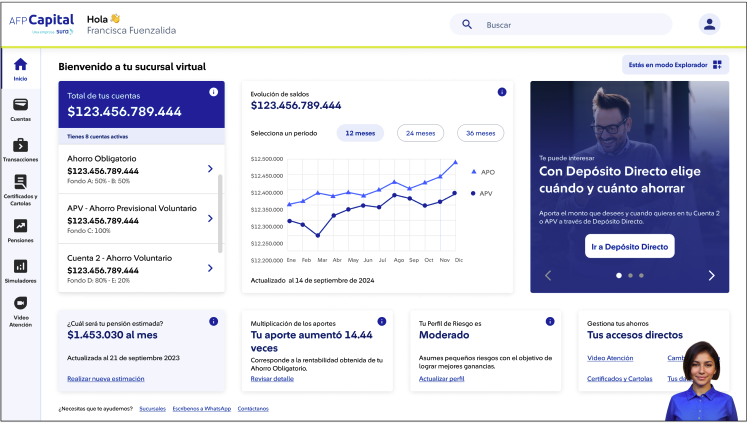 AFP Capital
Una empresa sura
Hola 👋
Francisca Fuenzalida
Buscar
Inicio
Cuentas
Transacciones
Certificados y
Cartolas
Pensiones
Simuladores
Video
Atención
Bienvenido a tu sucursal virtual
Estás en modo Explorador
Total de tus cuentas
$123.456.789.444
Tienes 8 cuentas activas
Ahorro Obligatorio
$123.456.789.444
Fondo A: 50% - B: 50%
APV - Ahorro Previsional Voluntario
$123.456.789.444
Fondo C: 100%
Cuenta 2 - Ahorro Voluntario
$123.456.789.444
Fondo D: 80% - E: 20%
Evolución de saldos
$123.456.789.444
Selecciona un período
12 meses
24 meses
36 meses
$12.500.000
$12.450.000
$12.400.000
$12.350.000
$12.300.000
$12.250.000
$12.200.000
Ene Feb Mar Abr May Jun Jul Ago Sep Oct Nov Dic
APO
APV
Actualizado al 14 de septiembre de 2024
Te puede interesar
Con Depósito Directo elige
cuándo y cuánto ahorrar
Aporta el monto que desees y cuando quieras en tu Cuenta 2
o APV a través de Depósito Directo.
Ir a Depósito Directo
¿Cuál será tu pensión estimada?
$1.453.030 al mes
Actualizada al 21 de septiembre 2023
Realizar nueva estimación
Multiplicación de los aportes
Tu aporte aumentó 14.44
veces
Corresponde a la rentabilidad obtenida de tu
Ahorro Obligatorio.
Revisar detalle
Tu Perfil de Riesgo es
Moderado
Asumes pequeños riesgos con el objetivo de
lograr mejores ganancias.
Actualizar perfil
Gestiona tus ahorros
Tus accesos directos
Video Atención
Certificados y Cartolas
Tus
¿Necesitas que te ayudemos?
Sucursales
Escríbenos a WhatsApp
Contáctanos